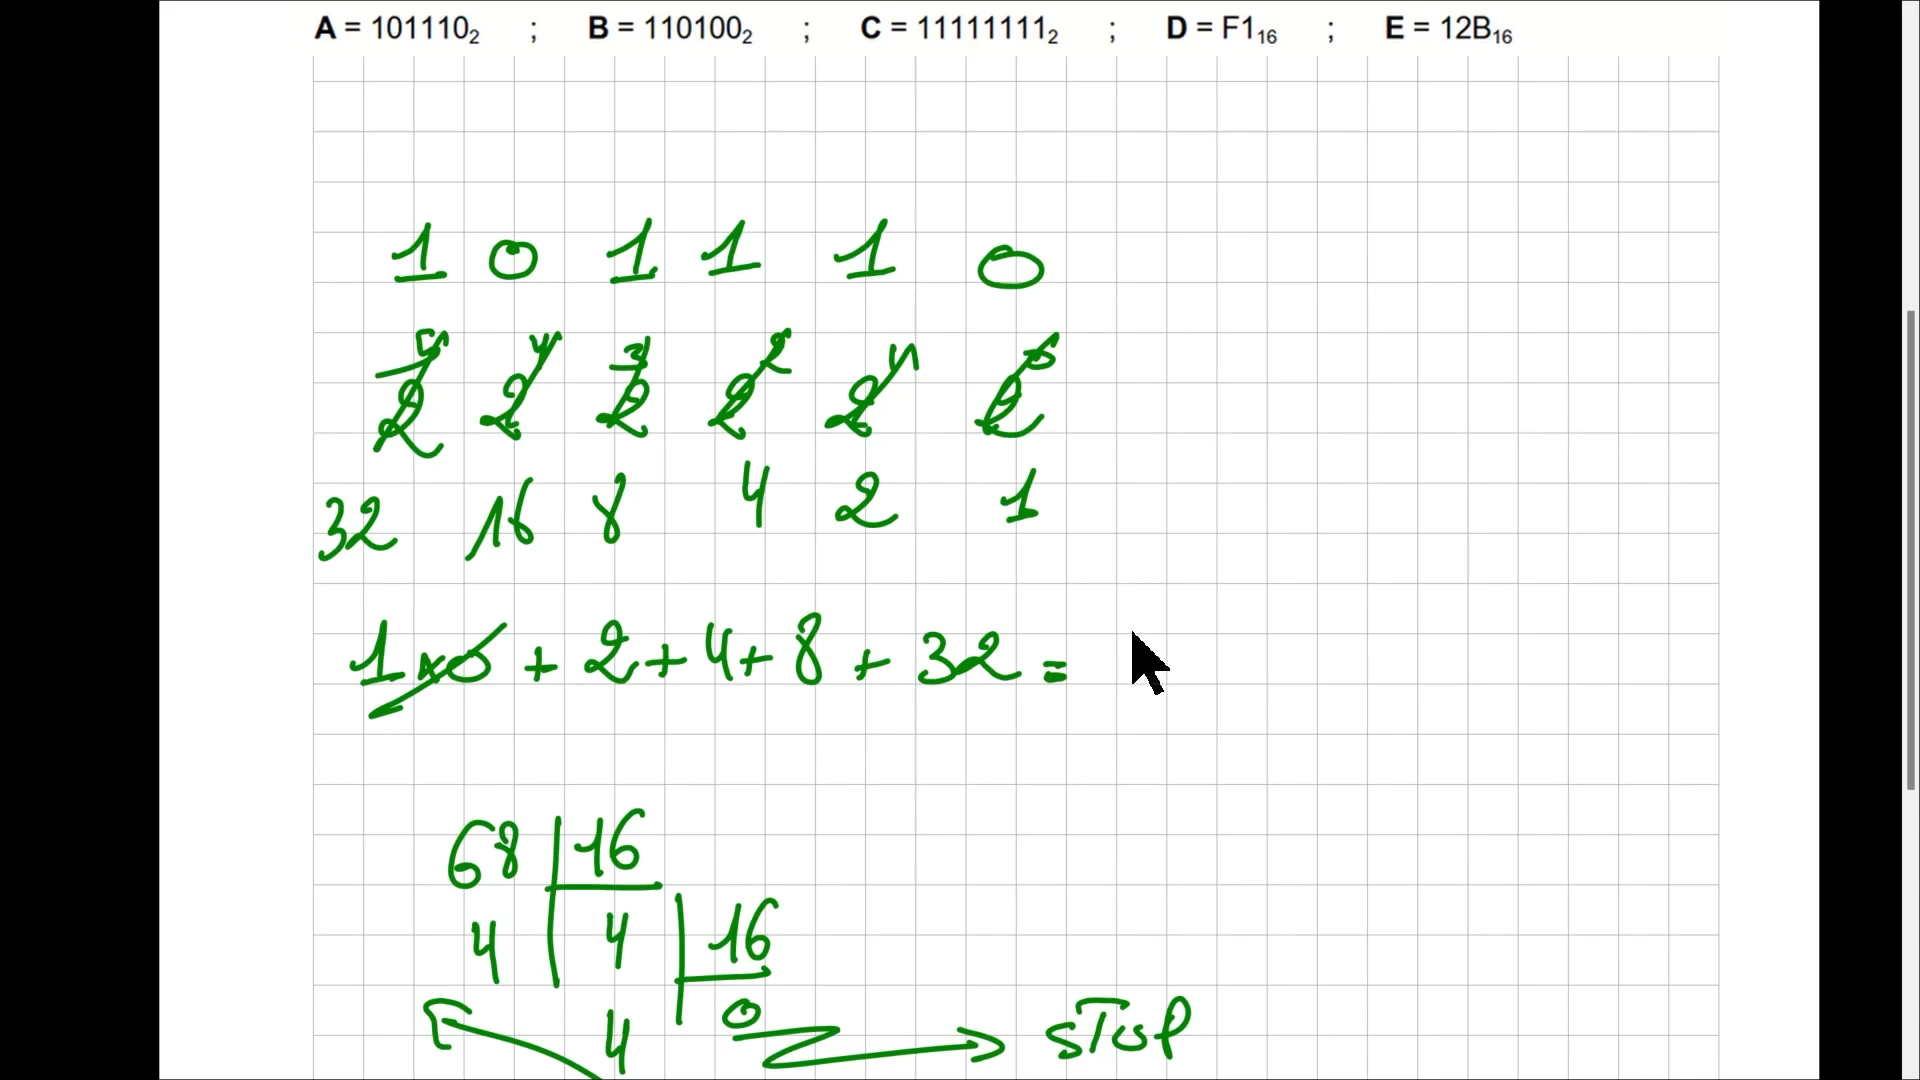 A = 101110₂ ; B = 110100₂ ; C = 11111111₂ ; D = F1₁₆ ; E = 12B₁₆
1 0 1 1 1 0
2⁵ 2⁴ 2³ 2² 2¹ 2⁰
32 16 8 4 2 1
1×0 + 2 + 4 + 8 + 32 =
68 16
4 4 16
4 0 STOP